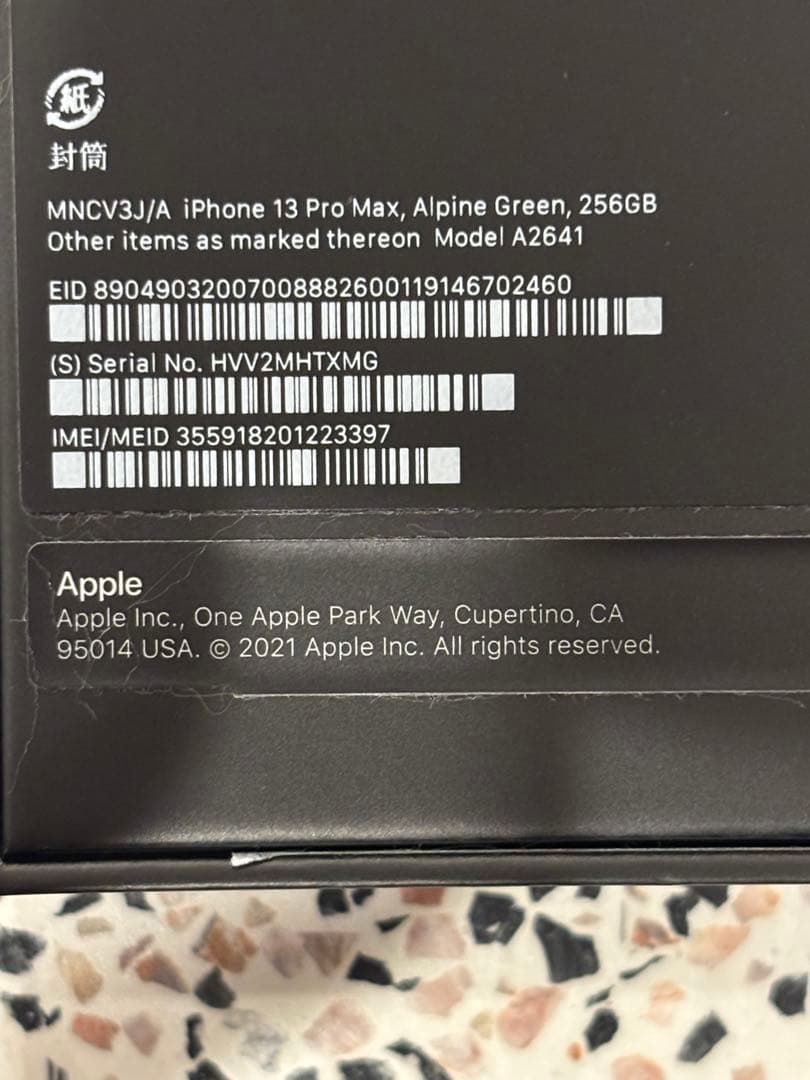 紙
封筒
MNCV3J/A iPhone 13 Pro Max, Alpine Green, 256GB
Other items as marked thereon Model A2641
EID 89049032007008882600119146702460
(S) Serial No. HVV2MHTXMG
IMEI/MEID 355918201223397
Apple
Apple Inc., One Apple Park Way, Cupertino, CA
95014 USA. © 2021 Apple Inc. All rights reserved.